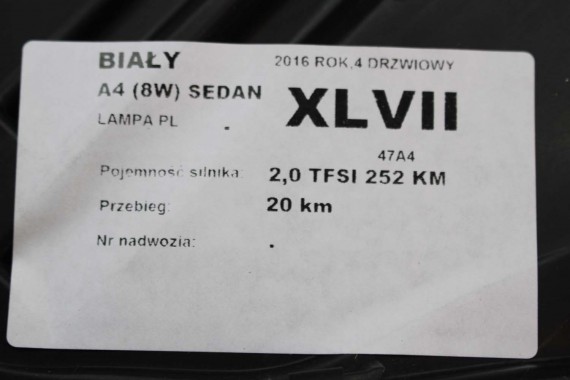 BIAŁY 2016 ROK,4 DRZWIOWY
A4 (8W) SEDAN XLVII
LAMPA PL .
47A4
Pojemność silnika: 2,0 TFSI 252 KM
Przebieg: 20 km
Nr nadwozia: .